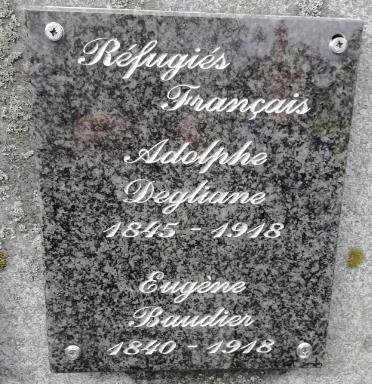 Réfugiés
Français
Adolphe
Degliane
1845 - 1918
Eugène
Baudier
1840 - 1918